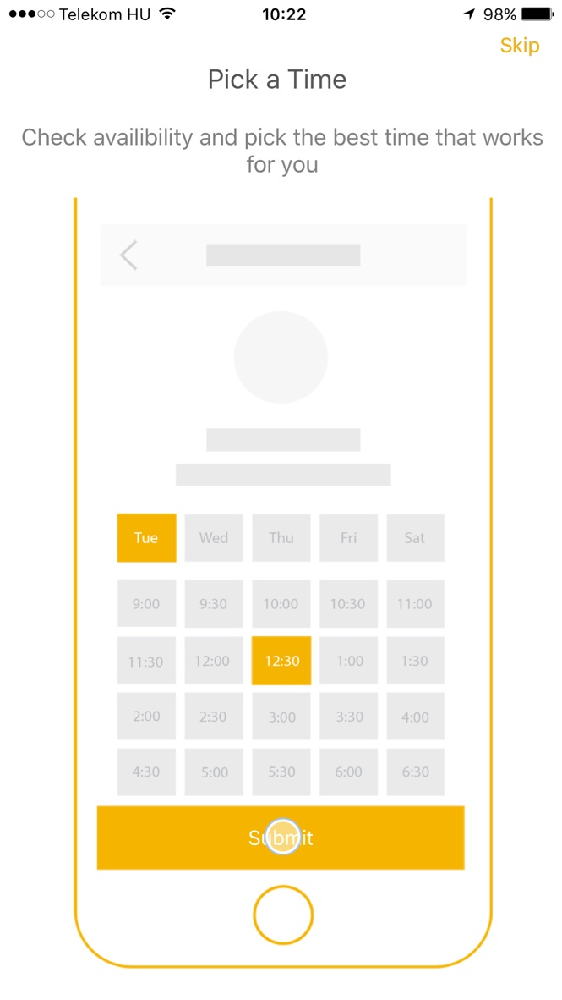 Telekom HU 10:22 98%
Skip
Pick a Time
Check availibility and pick the best time that works
for you
Tue Wed Thu Fri Sat
9:00 9:30 10:00 10:30 11:00
11:30 12:00 12:30 1:00 1:30
2:00 2:30 3:00 3:30 4:00
4:30 5:00 5:30 6:00 6:30
Submit